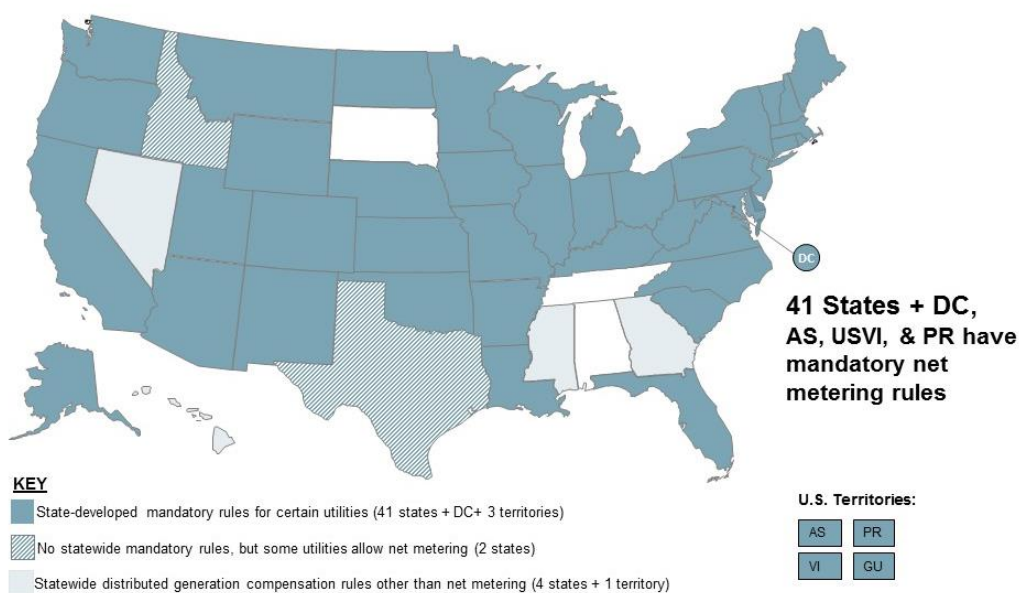 DC
41 States + DC,
AS, USVI, & PR have
mandatory net
metering rules
KEY
State-developed mandatory rules for certain utilities (41 states + DC+ 3 territories)
No statewide mandatory rules, but some utilities allow net metering (2 states)
Statewide distributed generation compensation rules other than net metering (4 states + 1 territory)
U.S. Territories:
AS PR
VI GU